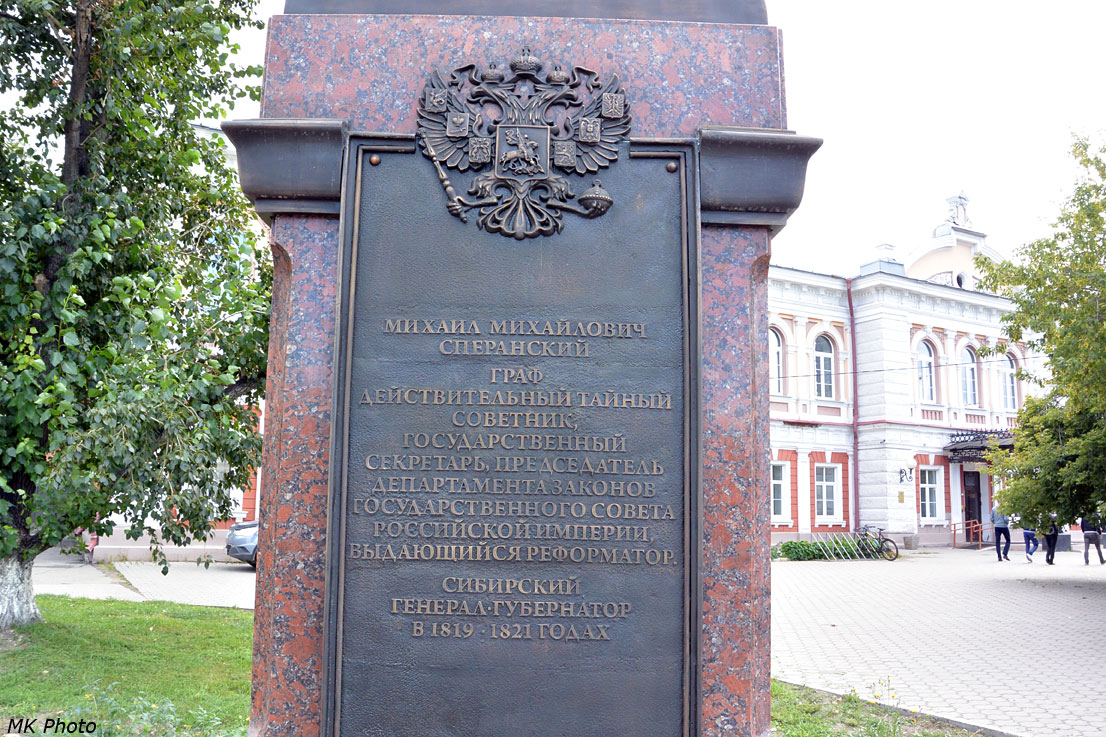 МИХАИЛ МИХАЙЛОВИЧ
СПЕРАНСКИЙ
ГРАФ
ДЕЙСТВИТЕЛЬНЫЙ ТАЙНЫЙ
СОВЕТНИК,
ГОСУДАРСТВЕННЫЙ
СЕКРЕТАРЬ, ПРЕДСЕДАТЕЛЬ
ДЕПАРТАМЕНТА ЗАКОНОВ
ГОСУДАРСТВЕННОГО СОВЕТА
РОССИЙСКОЙ ИМПЕРИИ,
ВЫДАЮЩИЙСЯ РЕФОРМАТОР.
СИБИРСКИЙ
ГЕНЕРАЛ-ГУБЕРНАТОР
В 1819-1821 ГОДАХ
MK Photo